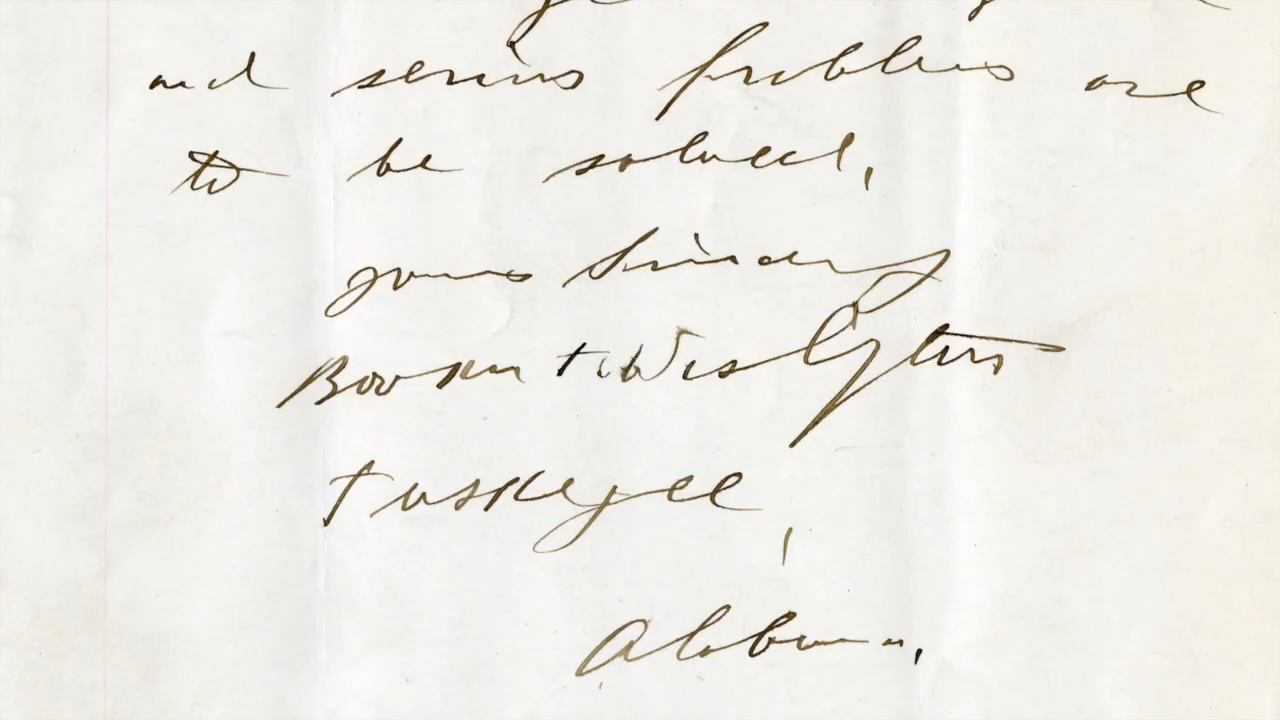 and serious problems are
to be solved,
yours Sincerely
Booker T. Washington
Tuskegee,
Alabama.